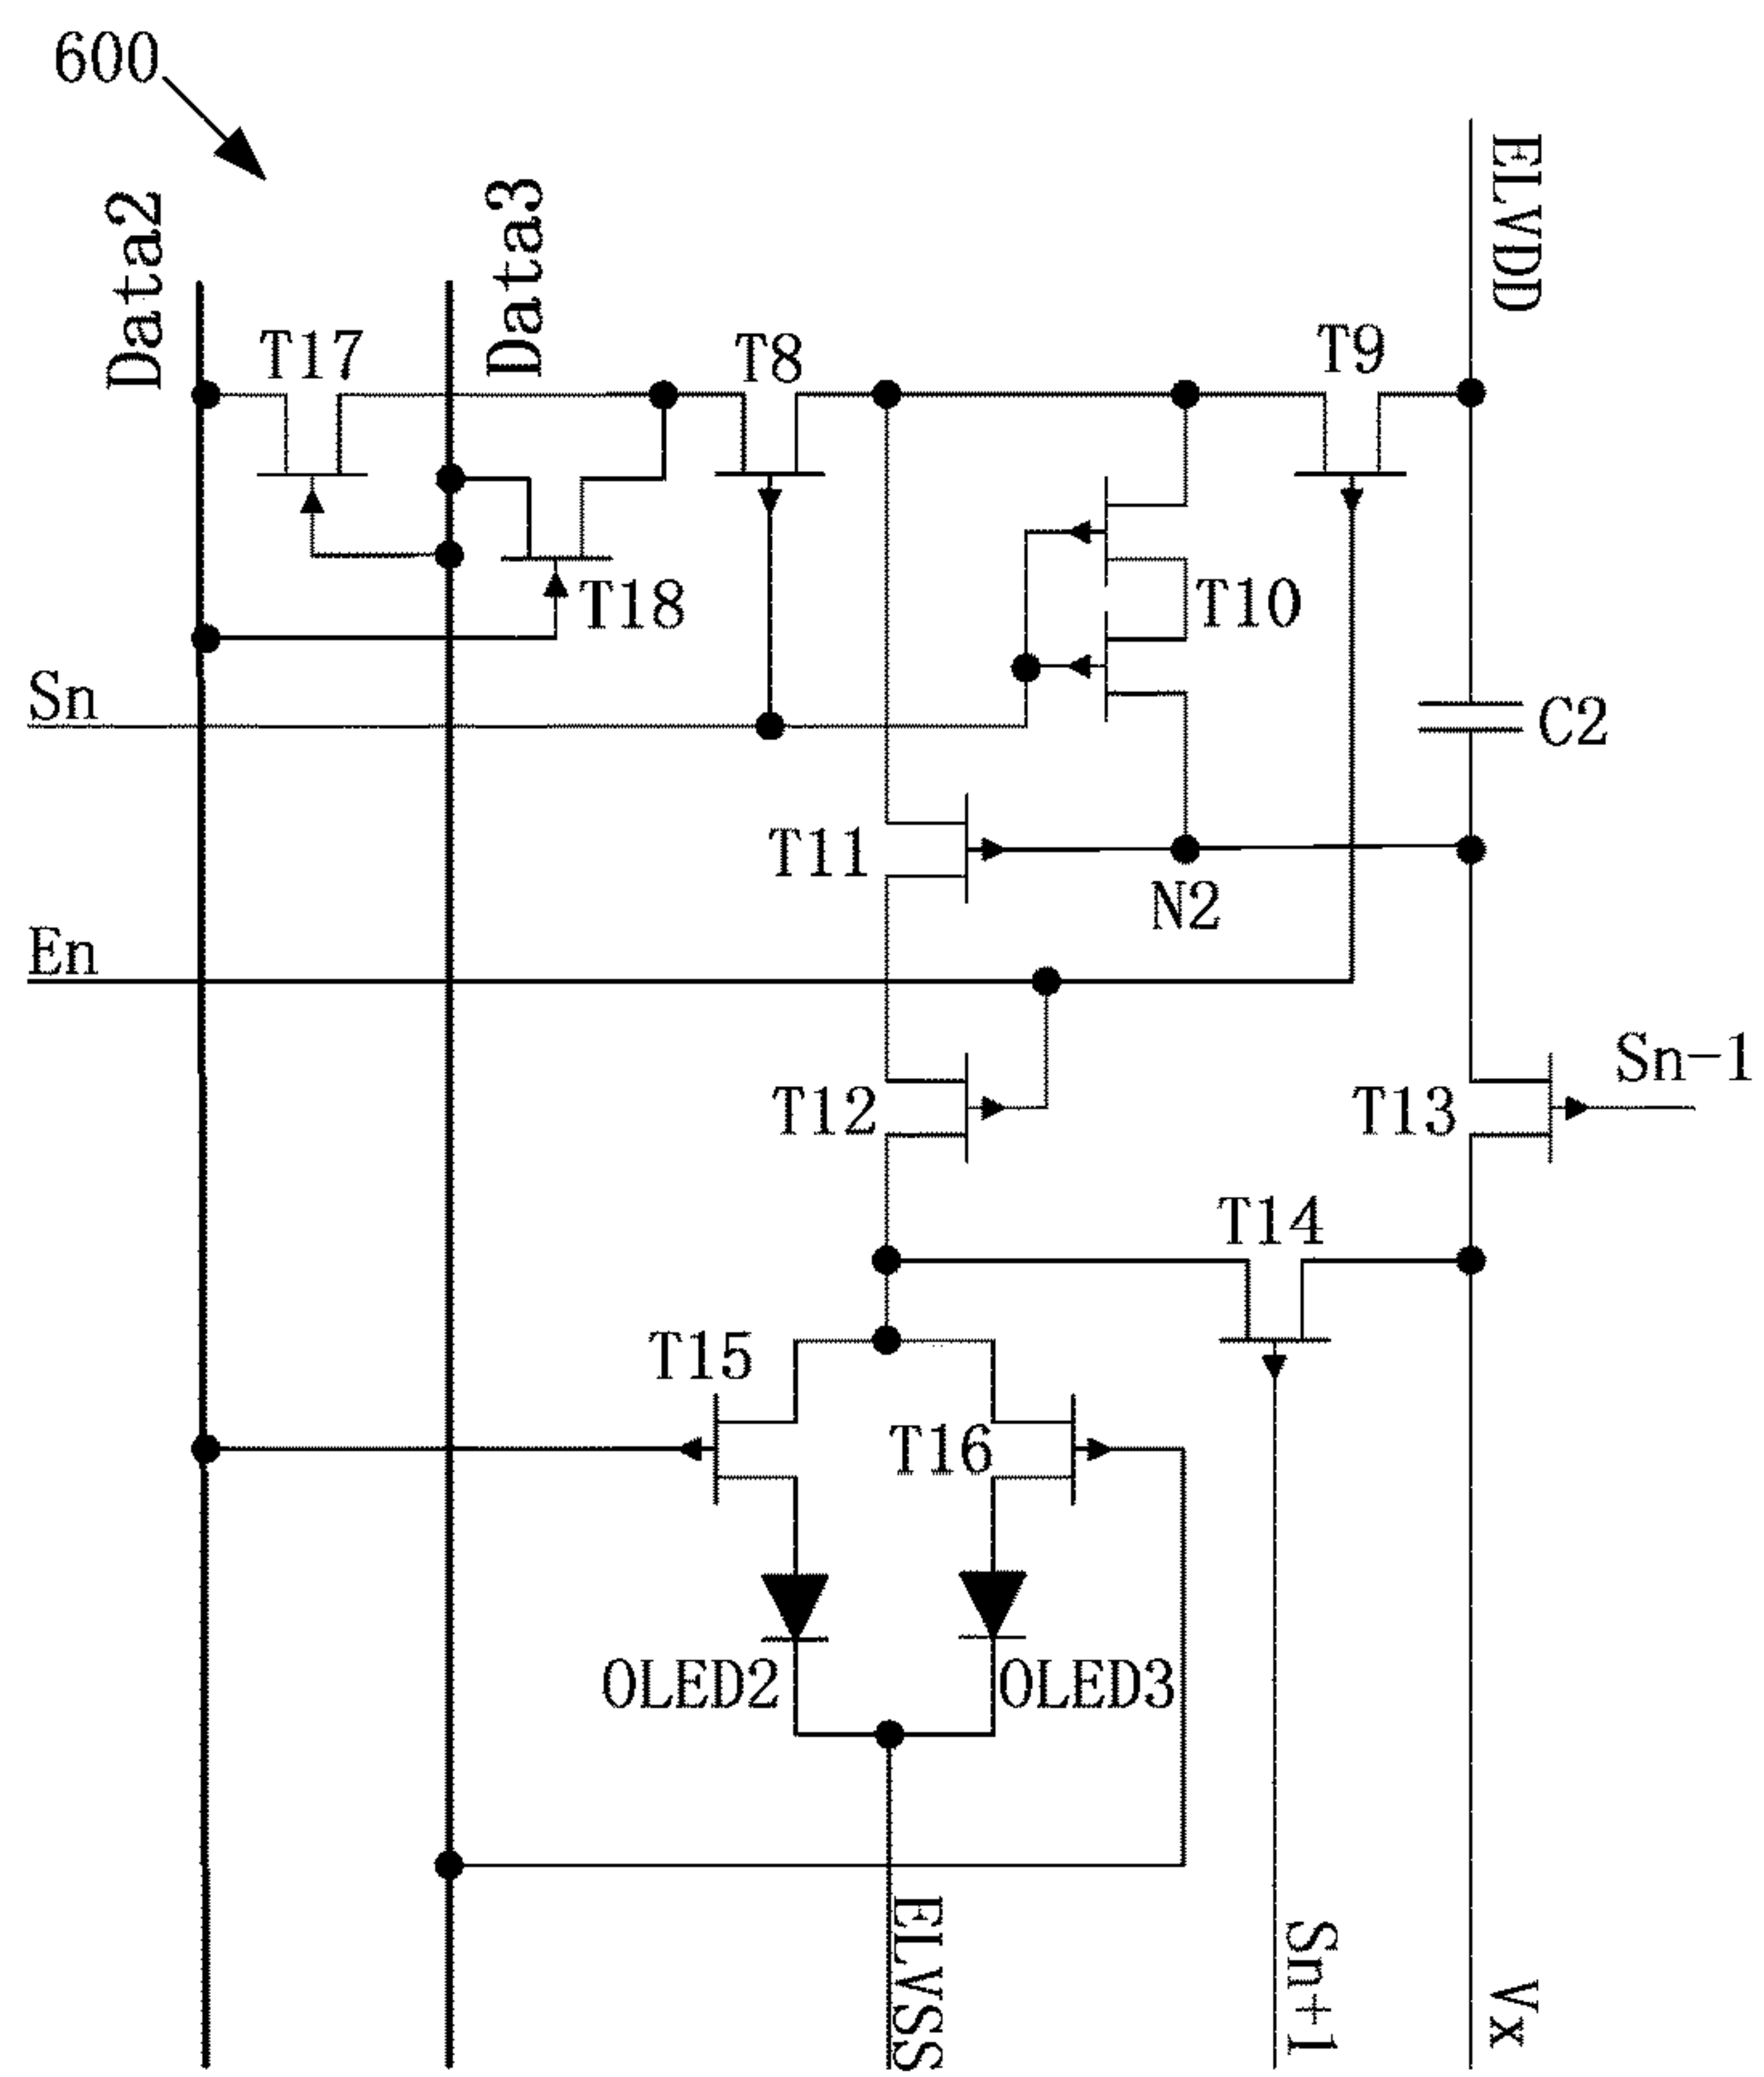 600
ELVDD
Data2
Data3
T17
T8
T9
T18
T10
Sn
C2
T11
N2
En
Sn-1
T12
T13
T14
T15
T16
OLED2
OLED3
ELVSS
Sn+1
Vx